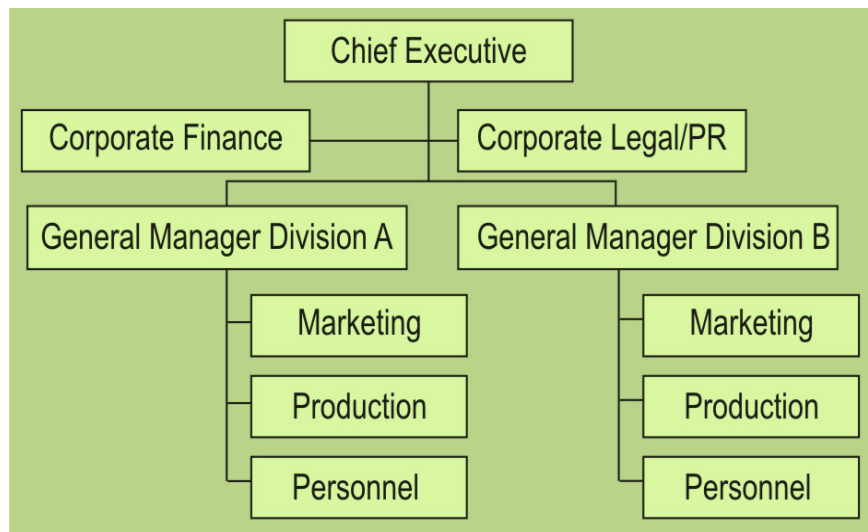 Chief Executive
Corporate Finance
Corporate Legal/PR
General Manager Division A
General Manager Division B
Marketing
Marketing
Production
Production
Personnel
Personnel